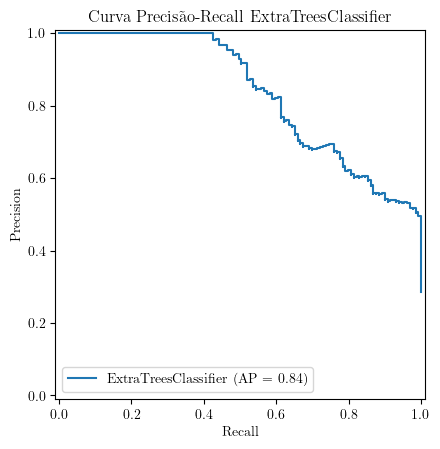 Curva Precisão-Recall ExtraTreesClassifier
1.0
0.8
0.6
0.4
0.2
0.0
Precision
ExtraTreesClassifier (AP = 0.84)
0.0 0.2 0.4 0.6 0.8 1.0
Recall